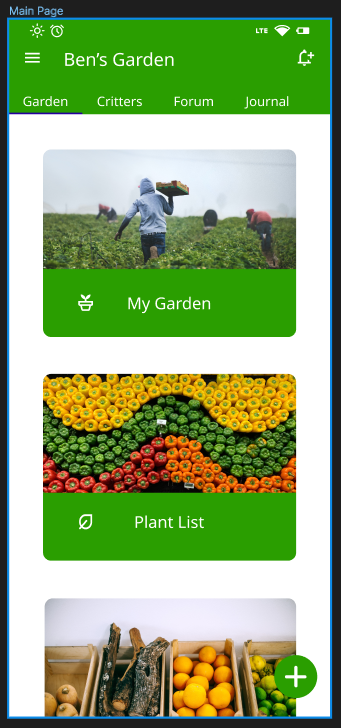 Main Page
LTE
Ben's Garden
Garden Critters Forum Journal
My Garden
Plant List